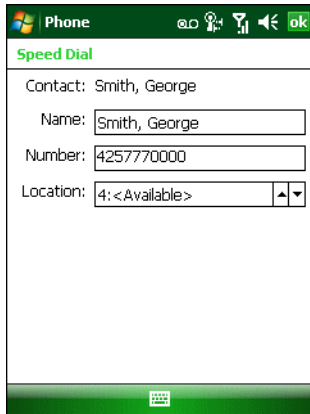 Phone
ok
Speed Dial
Contact: Smith, George
Name: Smith, George
Number: 4257770000
Location: 4:<Available>